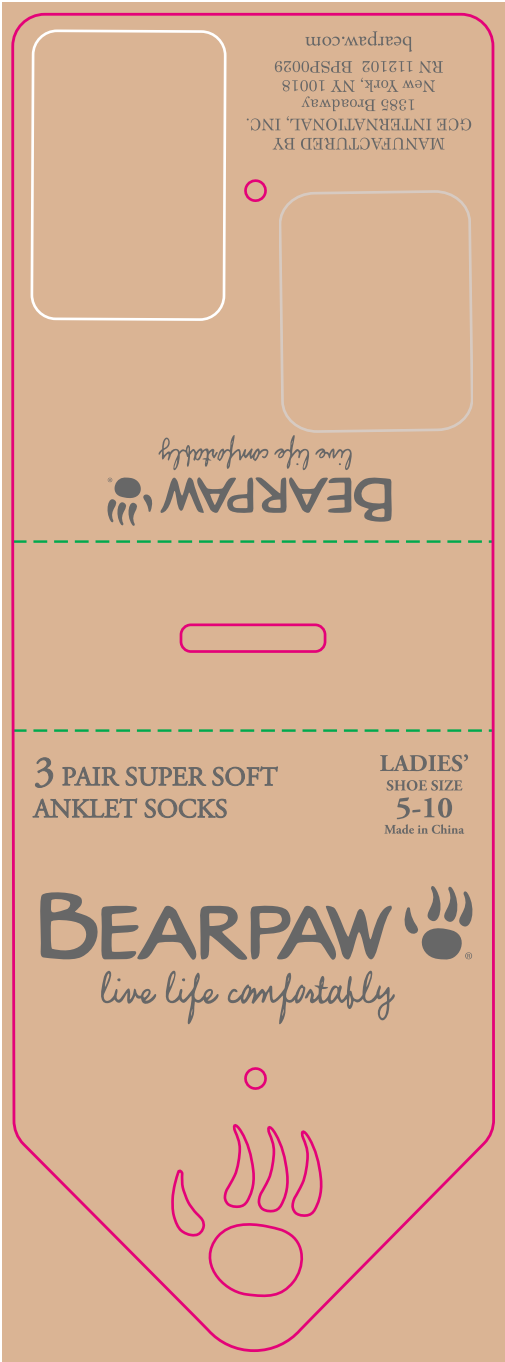 bearpaw.com
RN 112102 BPSP0029
New York, NY 10018
1385 Broadway
GCE INTERNATIONAL, INC.
MANUFACTURED BY
live life comfortably
BEARPAW®
3 PAIR SUPER SOFT
ANKLET SOCKS
LADIES’
SHOE SIZE
5-10
Made in China
BEARPAW®
live life comfortably